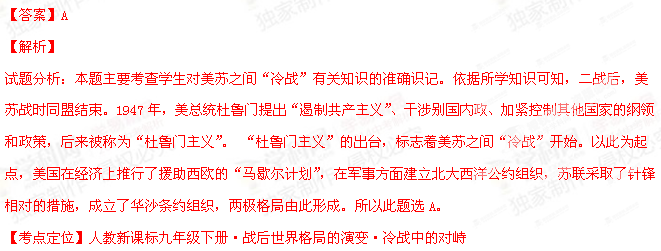 【答案】A
【解析】
试题分析：本题主要考查学生对美苏之间“冷战”有关知识的准确识记。依据所学知识可知，二战后，美
苏战时同盟结束。1947 年，美总统杜鲁门提出“遏制共产主义”、干涉别国内政、加紧控制其他国家的纲领
和政策，后来被称为“杜鲁门主义”。 “杜鲁门主义”的出台，标志着美苏之间“冷战”开始。以此为起
点，美国在经济上推行了援助西欧的“马歇尔计划”，在军事方面建立北大西洋公约组织，苏联采取了针锋
相对的措施，成立了华沙条约组织，两极格局由此形成。所以此题选 A。
【考点定位】人教新课标九年级下册·战后世界格局的演变·冷战中的对峙